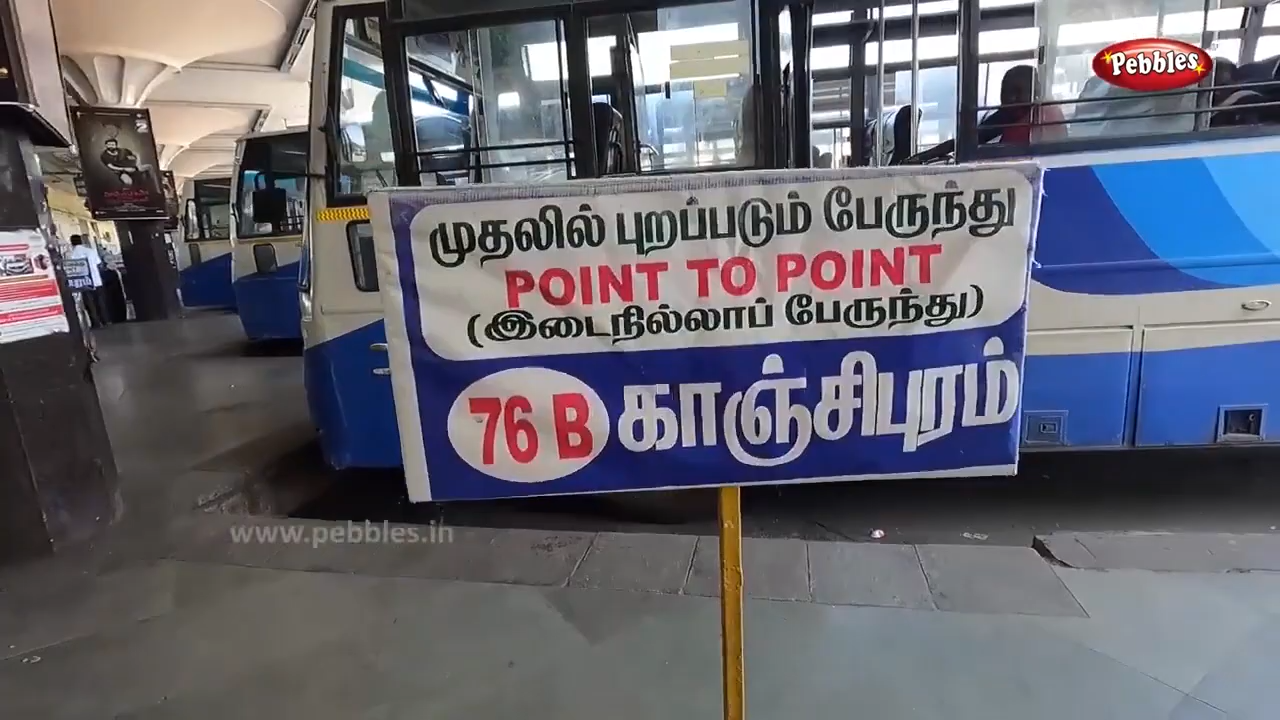 Pebbles
முதலில் புறப்படும் பேருந்து
POINT TO POINT
(இடைநில்லாப் பேருந்து)
76 B காஞ்சிபுரம்
www.pebbles.in